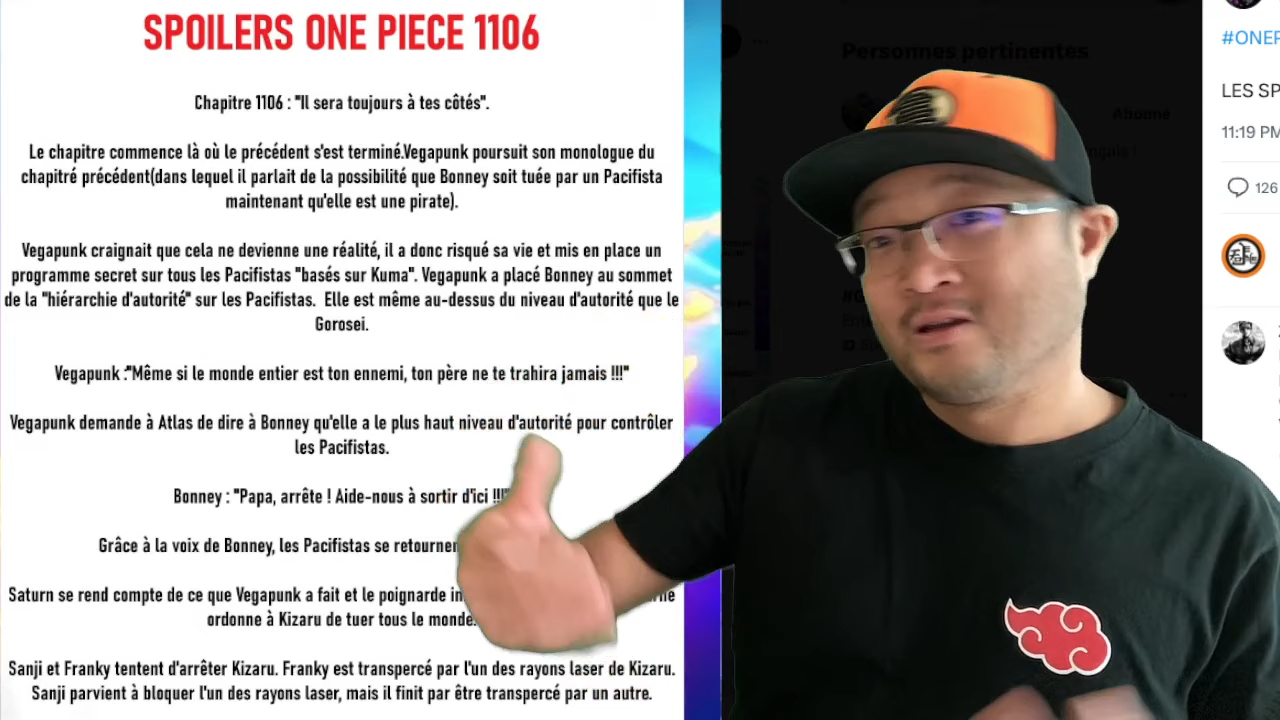 SPOILERS ONE PIECE 1106
Chapitre 1106 : "Il sera toujours à tes côtés".
Le chapitre commence là où le précédent s'est terminé.Vegapunk poursuit son monologue du
chapitré précédent(dans lequel il parlait de la possibilité que Bonney soit tuée par un Pacifista
maintenant qu'elle est une pirate).
Vegapunk craignait que cela ne devienne une réalité, il a donc risqué sa vie et mis en place un
programme secret sur tous les Pacifistas "basés sur Kuma". Vegapunk a placé Bonney au sommet
de la "hiérarchie d'autorité" sur les Pacifistas. Elle est même au-dessus du niveau d'autorité que le
Gorosei.
Vegapunk :"Même si le monde entier est ton ennemi, ton père ne te trahira jamais !!!"
Vegapunk demande à Atlas de dire à Bonney qu'elle a le plus haut niveau d'autorité pour contrôler
les Pacifistas.
Bonney : "Papa, arrête ! Aide-nous à sortir d'ici !!!"
Grâce à la voix de Bonney, les Pacifistas se retournen
Saturn se rend compte de ce que Vegapunk a fait et le poignarde
ordonne à Kizaru de tuer tous le monde.
Sanji et Franky tentent d'arrêter Kizaru. Franky est transpercé par l'un des rayons laser de Kizaru.
Sanji parvient à bloquer l'un des rayons laser, mais il finit par être transpercé par un autre.
Personnes pertinentes
Abonné
#ONEP
LES SP
11:19 PM
126